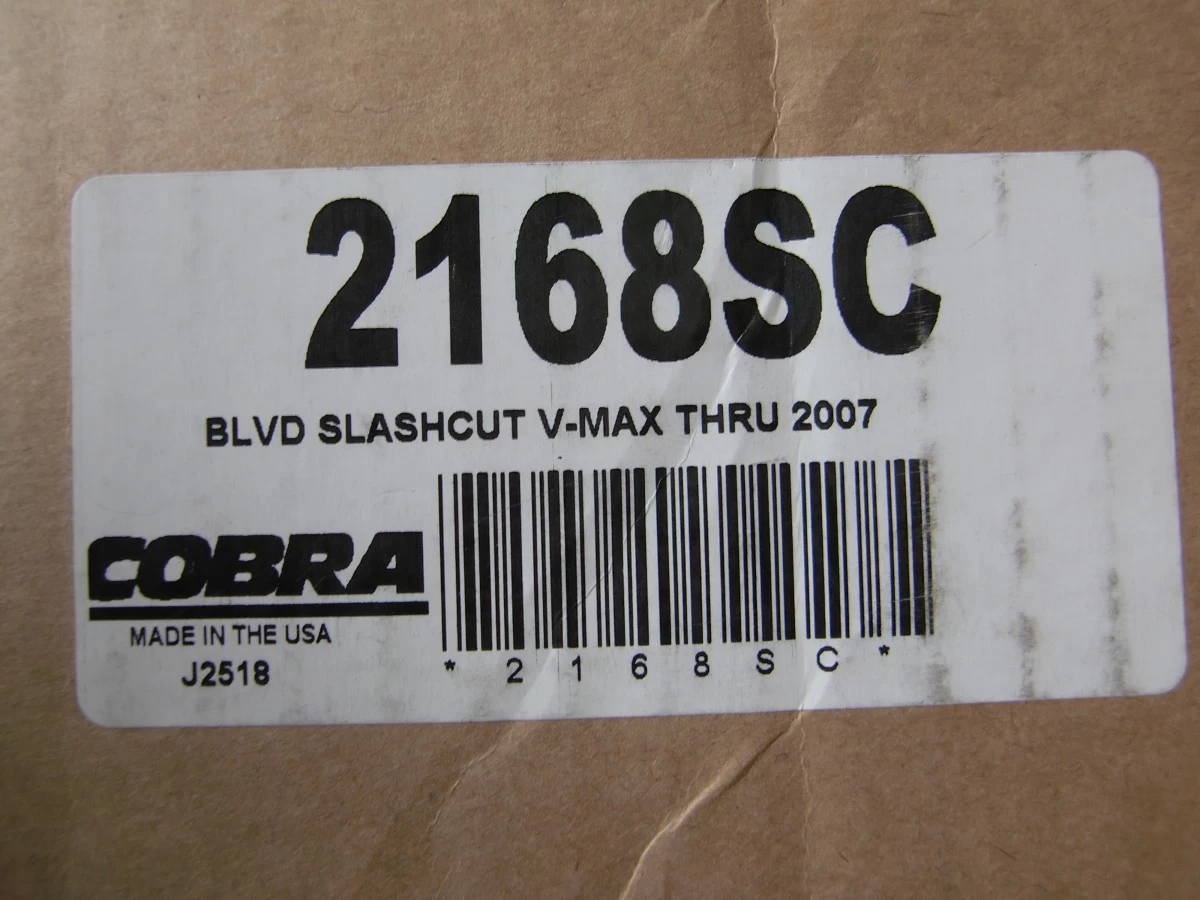 2168SC
BLVD SLASHCUT V-MAX THRU 2007
COBRA
MADE IN THE USA
J2518
*2168SC*